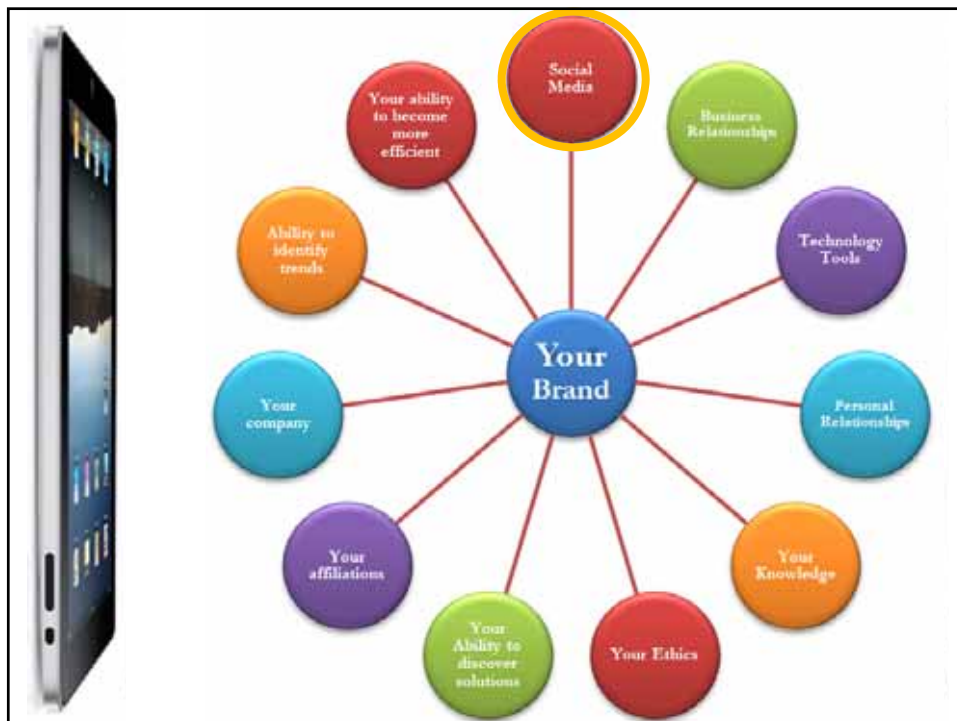 Social
Media
Business
Relationships
Technology
Tools
Personal
Relationships
Your
Knowledge
Your Ethics
Your
Ability to
discover
solutions
Your
affiliations
Your
company
Ability to
identify
trends
Your ability
to become
more
efficient
Your
Brand